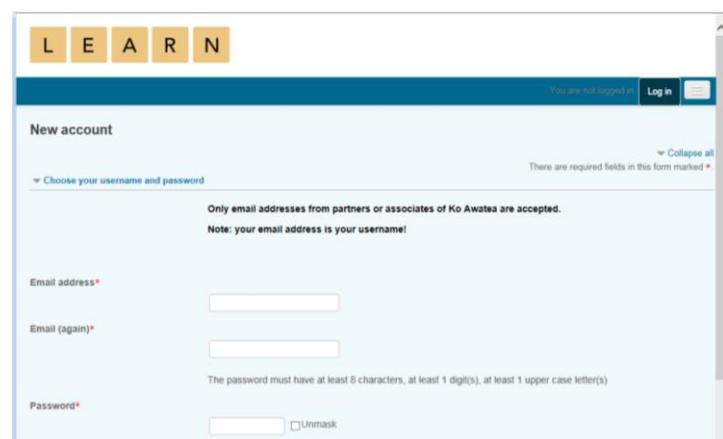 L E A R N
You are not logged in. Log in
New account
Collapse all
There are required fields in this form marked *.
Choose your username and password
Only email addresses from partners or associates of Ko Awatea are accepted.
Note: your email address is your username!
Email address*
Email (again)*
The password must have at least 8 characters, at least 1 digit(s), at least 1 upper case letter(s)
Password*
Unmask